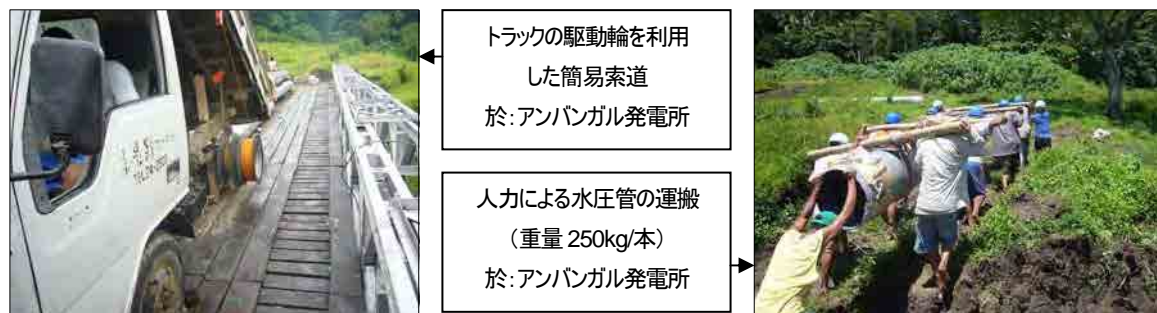 トラックの駆動輪を利用
した簡易索道
於：アンバンガル発電所
人力による水圧管の運搬
（重量 250kg/本）
於：アンバンガル発電所